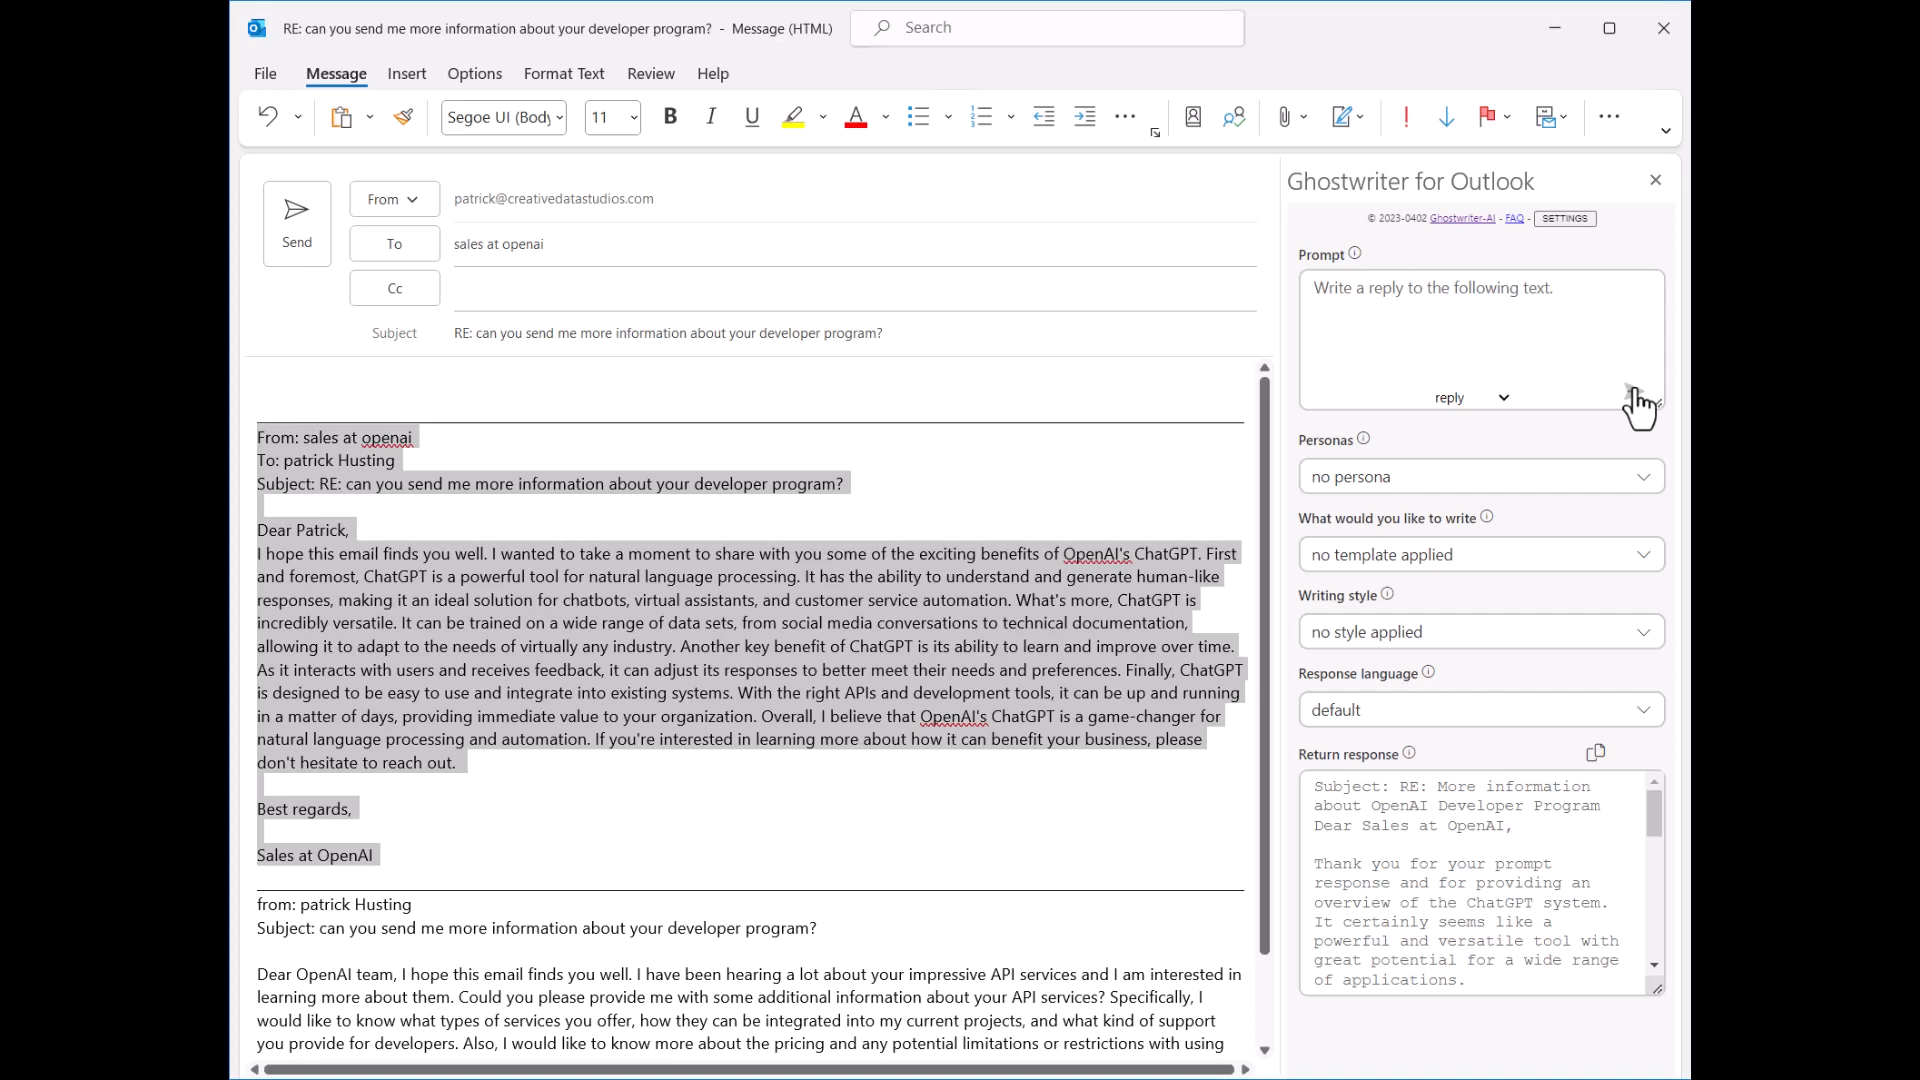 RE: can you send me more information about your developer program? - Message (HTML)
Search
File
Message
Insert
Options
Format Text
Review
Help
Segoe UI (Body
11
B
I
U
A
Send
From
patrick@creativedatastudios.com
To
sales at openai
Cc
Subject
RE: can you send me more information about your developer program?
From: sales at openai
To: patrick Husting
Subject: RE: can you send me more information about your developer program?
Dear Patrick,
I hope this email finds you well. I wanted to take a moment to share with you some of the exciting benefits of OpenAI's ChatGPT. First
and foremost, ChatGPT is a powerful tool for natural language processing. It has the ability to understand and generate human-like
responses, making it an ideal solution for chatbots, virtual assistants, and customer service automation. What's more, ChatGPT is
incredibly versatile. It can be trained on a wide range of data sets, from social media conversations to technical documentation,
allowing it to adapt to the needs of virtually any industry. Another key benefit of ChatGPT is its ability to learn and improve over time.
As it interacts with users and receives feedback, it can adjust its responses to better meet their needs and preferences. Finally, ChatGPT
is designed to be easy to use and integrate into existing systems. With the right APIs and development tools, it can be up and running
in a matter of days, providing immediate value to your organization. Overall, I believe that OpenAI's ChatGPT is a game-changer for
natural language processing and automation. If you're interested in learning more about how it can benefit your business, please
don't hesitate to reach out.
Best regards,
Sales at OpenAI
from: patrick Husting
Subject: can you send me more information about your developer program?
Dear OpenAI team, I hope this email finds you well. I have been hearing a lot about your impressive API services and I am interested in
learning more about them. Could you please provide me with some additional information about your API services? Specifically, I
would like to know what types of services you offer, how they can be integrated into my current projects, and what kind of support
you provide for developers. Also, I would like to know more about the pricing and any potential limitations or restrictions with using
Ghostwriter for Outlook
© 2023-0402 Ghostwriter-AI - FAQ - SETTINGS
Prompt
Write a reply to the following text.
reply
Personas
no persona
What would you like to write
no template applied
Writing style
no style applied
Response language
default
Return response
Subject: RE: More information
about OpenAI Developer Program
Dear Sales at OpenAI,
Thank you for your prompt
response and for providing an
overview of the ChatGPT system.
It certainly seems like a
powerful and versatile tool with
great potential for a wide range
of applications.